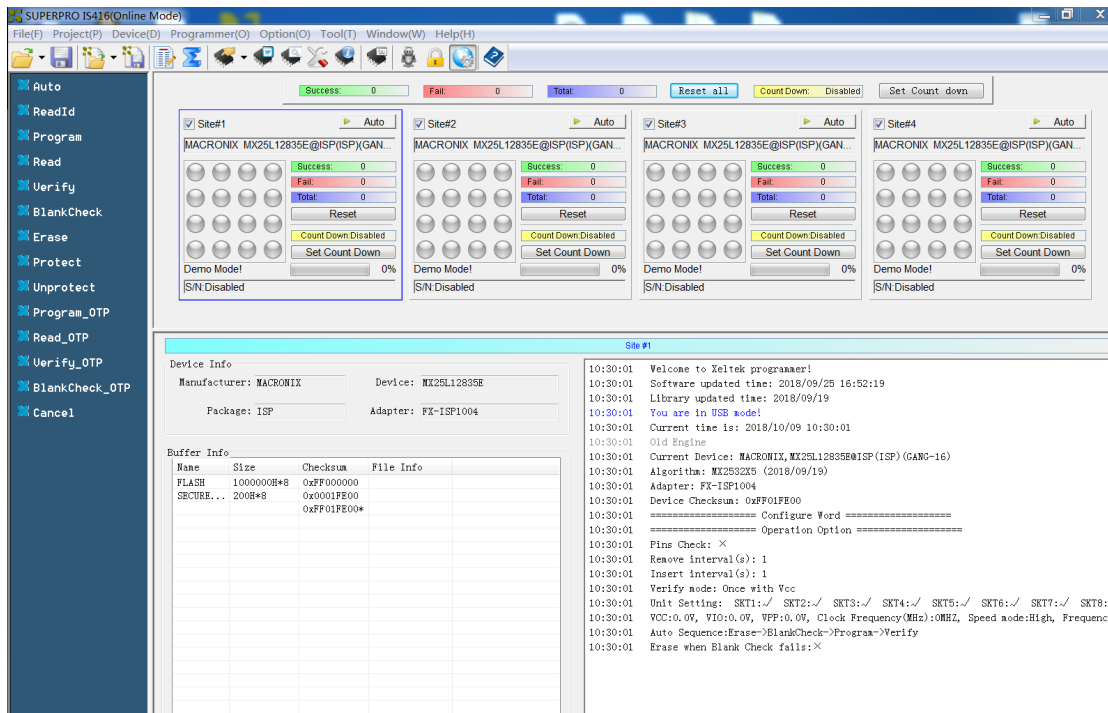 SUPERPRO IS416(Online Mode)
File(F) Project(P) Device(D) Programmer(O) Option(O) Tool(T) Window(W) Help(H)
Auto
ReadId
Program
Read
Verify
BlankCheck
Erase
Protect
Unprotect
Program_OTP
Read_OTP
Verify_OTP
BlankCheck_OTP
Cancel
Success: 0 Fail: 0 Total: 0 Reset all Count Down: Disabled Set Count down
Site#1 Auto
MACRONIX MX25L12835E@ISP(ISP)(GAN...
Success: 0
Fail: 0
Total: 0
Reset
Count Down:Disabled
Set Count Down
Demo Mode! 0%
S/N:Disabled
Site#2 Auto
MACRONIX MX25L12835E@ISP(ISP)(GAN...
Success: 0
Fail: 0
Total: 0
Reset
Count Down:Disabled
Set Count Down
Demo Mode! 0%
S/N:Disabled
Site#3 Auto
MACRONIX MX25L12835E@ISP(ISP)(GAN...
Success: 0
Fail: 0
Total: 0
Reset
Count Down:Disabled
Set Count Down
Demo Mode! 0%
S/N:Disabled
Site#4 Auto
MACRONIX MX25L12835E@ISP(ISP)(GAN...
Success: 0
Fail: 0
Total: 0
Reset
Count Down:Disabled
Set Count Down
Demo Mode! 0%
S/N:Disabled
Site #1
Device Info
Manufacturer: MACRONIX Device: MX25L12835E
Package: ISP Adapter: FX-ISP1004
Buffer Info
Name Size Checksum File Info
FLASH 1000000H*8 0xFF000000
SECURE... 200H*8 0x0001FE00
0xFF01FE00*
10:30:01 Welcome to Xeltek programmer!
10:30:01 Software updated time: 2018/09/25 16:52:19
10:30:01 Library updated time: 2018/09/19
10:30:01 You are in USB mode!
10:30:01 Current time is: 2018/10/09 10:30:01
10:30:01 Old Engine
10:30:01 Current Device: MACRONIX,MX25L12835E@ISP(ISP)(GANG-16)
10:30:01 Algorithm: MX2532X5 (2018/09/19)
10:30:01 Adapter: FX-ISP1004
10:30:01 Device Checksum: 0xFF01FE00
10:30:01 =================== Configure Word ===================
10:30:01 =================== Operation Option ===================
10:30:01 Pins Check: ×
10:30:01 Remove interval(s): 1
10:30:01 Insert interval(s): 1
10:30:01 Verify mode: Once with Vcc
10:30:01 Unit Setting: SKT1:√ SKT2:√ SKT3:√ SKT4:√ SKT5:√ SKT6:√ SKT7:√ SKT8:
10:30:01 VCC:0.0V, VIO:0.0V, VPP:0.0V, Clock Frequency(MHz):0MHZ, Speed mode:High, Frequency
10:30:01 Auto Sequence:Erase->BlankCheck->Program->Verify
10:30:01 Erase when Blank Check fails:×